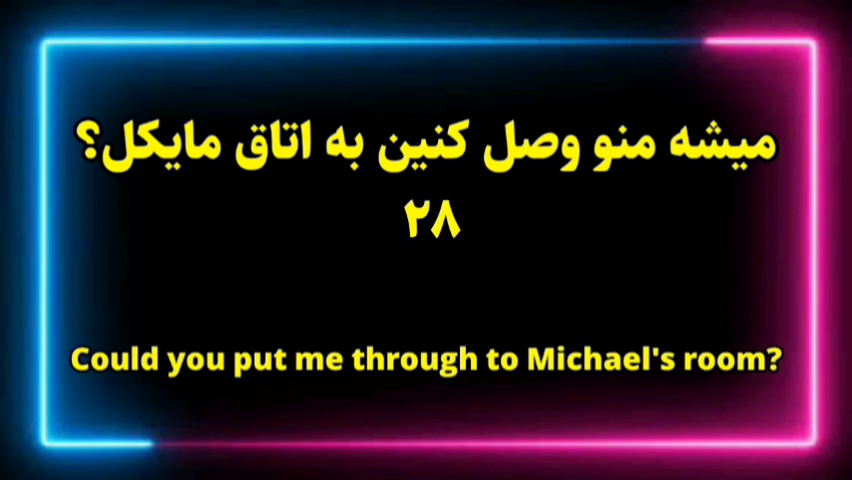 میشه منو وصل کنین به اتاق مایکل؟
۲۸
Could you put me through to Michael's room?